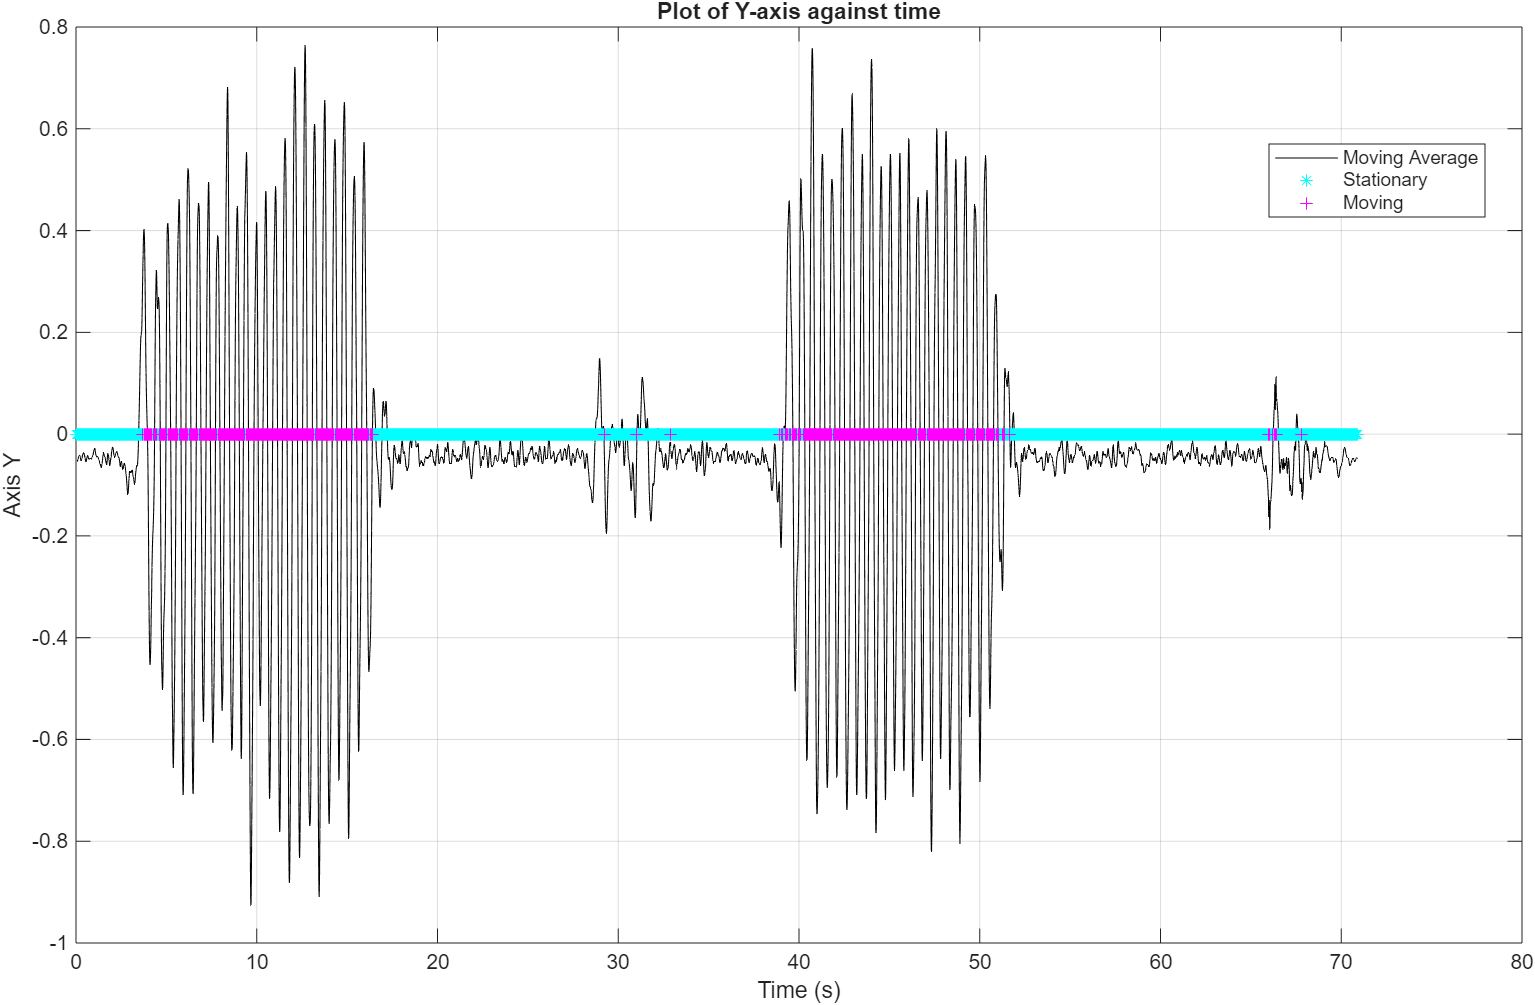 Plot of Y-axis against time
0.8
0.6
0.4
0.2
0
-0.2
-0.4
-0.6
-0.8
-1
Axis Y
Moving Average
Stationary
Moving
0 10 20 30 40 50 60 70 80
Time (s)